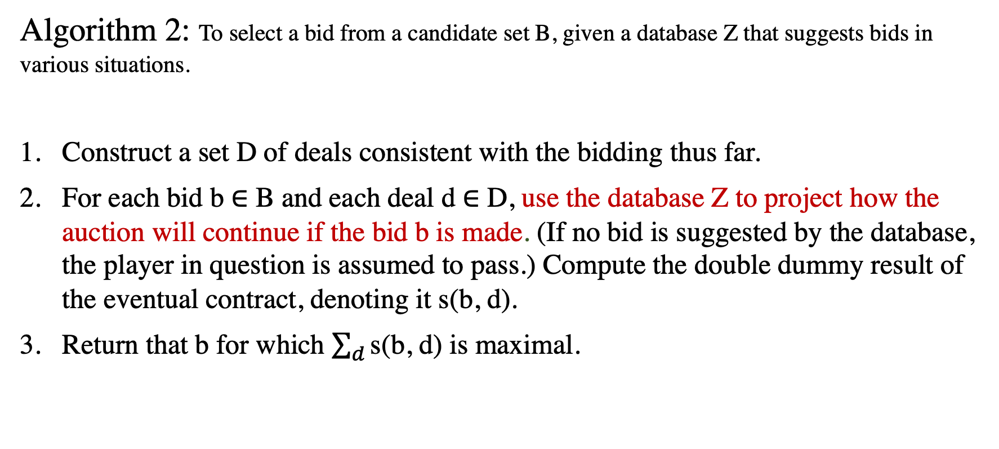 Algorithm 2: To select a bid from a candidate set B, given a database Z that suggests bids in
various situations.
1. Construct a set D of deals consistent with the bidding thus far.
2. For each bid b ∈ B and each deal d ∈ D, use the database Z to project how the
auction will continue if the bid b is made. (If no bid is suggested by the database,
the player in question is assumed to pass.) Compute the double dummy result of
the eventual contract, denoting it s(b, d).
3. Return that b for which ∑d s(b, d) is maximal.